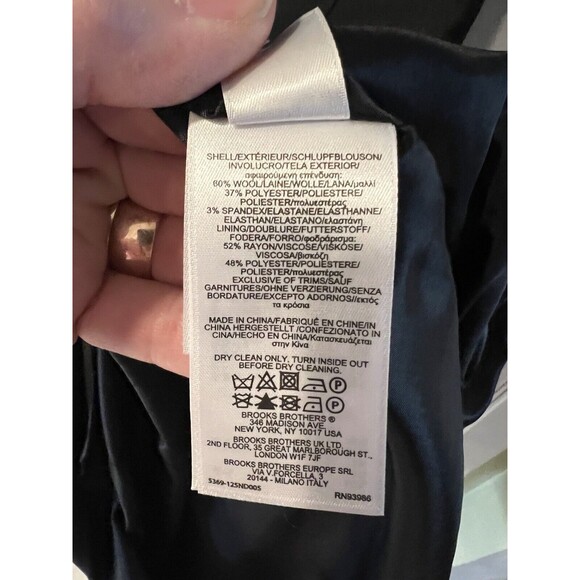 SHELL/EXTÉRIEUR/SCHLUPFBLOUSON/
INVOLUCRO/TELA EXTERIOR/
αφαιρούμενη επένδυση
60% WOOL/LAINE/WOLLE/LANA/μαλλί
37% POLYESTER/POLIESTERE/
POLIESTER/πολυεστέρας
3% SPANDEX/ELASTANE/ELASTHANNE/
ELASTHAN/ELASTANO/ελαστάνη
LINING/DOUBLURE/FUTTERSTOFF/
FODERA/FORRO/φοδράρισμα:
52% RAYON/VISCOSE/VISKOSE/
VISCOSA/βισκόζη
48% POLYESTER/POLIESTERE/
POLIESTER/πολυεστέρας
EXCLUSIVE OF TRIMS/SAUF
GARNITURES/OHNE VERZIERUNG/SENZA
BORDATURE/EXCEPTO ADORNOS//εκτός
τα κρόσια
MADE IN CHINA/FABRIQUÉ EN CHINE/IN
CHINA HERGESTELLT /CONFEZIONATO IN
CINA/HECHO EN CHINA/Κατασκευάζεται
στην Κίνα
DRY CLEAN ONLY. TURN INSIDE OUT
BEFORE DRY CLEANING.
BROOKS BROTHERS ®
346 MADISON AVE.
NEW YORK, NY 10017 USA
BROOKS BROTHERS UK LTD.
2ND FLOOR, 35 GREAT MARLBOROUGH ST.
LONDON W1F 7JF
BROOKS BROTHERS EUROPE SRL
VIA V.FORCELLA, 3
20144 - MILANO ITALY
5369-125ND005 RN93986